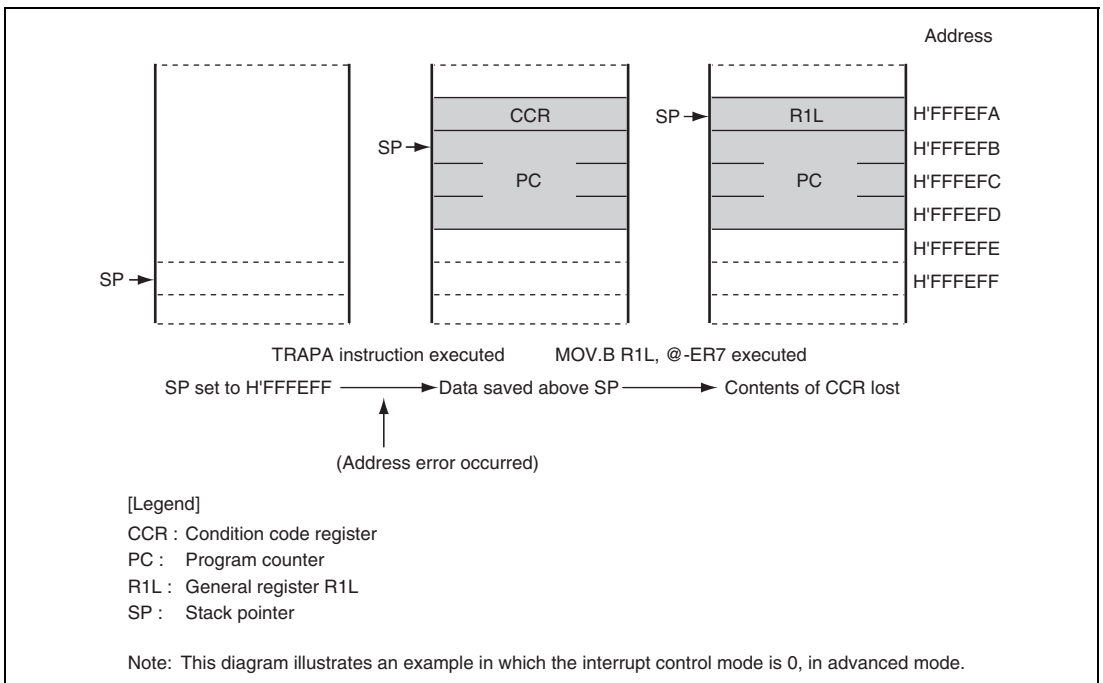 Address
CCR
SP
R1L
H'FFFEFA
SP
H'FFFEFB
PC
PC
H'FFFEFC
H'FFFEFD
H'FFFEFE
SP
H'FFFEFF
TRAPA instruction executed
MOV.B R1L, @-ER7 executed
SP set to H'FFFEFF
Data saved above SP
Contents of CCR lost
(Address error occurred)
[Legend]
CCR : Condition code register
PC : Program counter
R1L : General register R1L
SP : Stack pointer
Note: This diagram illustrates an example in which the interrupt control mode is 0, in advanced mode.